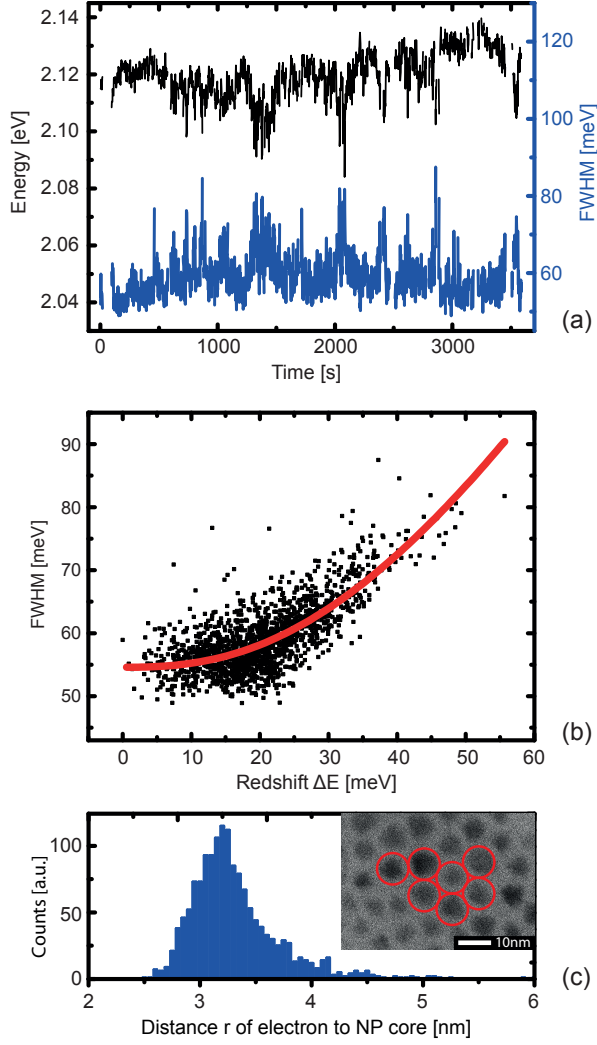 2.14
2.12
2.10
2.08
2.06
2.04
Energy [eV]
120
100
80
60
FWHM [meV]
0 1000 2000 3000
Time [s]
(a)
90
80
70
60
50
FWHM [meV]
0 10 20 30 40 50 60
Redshift ΔE [meV]
(b)
100
50
0
Counts [a.u.]
10nm
2 3 4 5 6
Distance r of electron to NP core [nm]
(c)